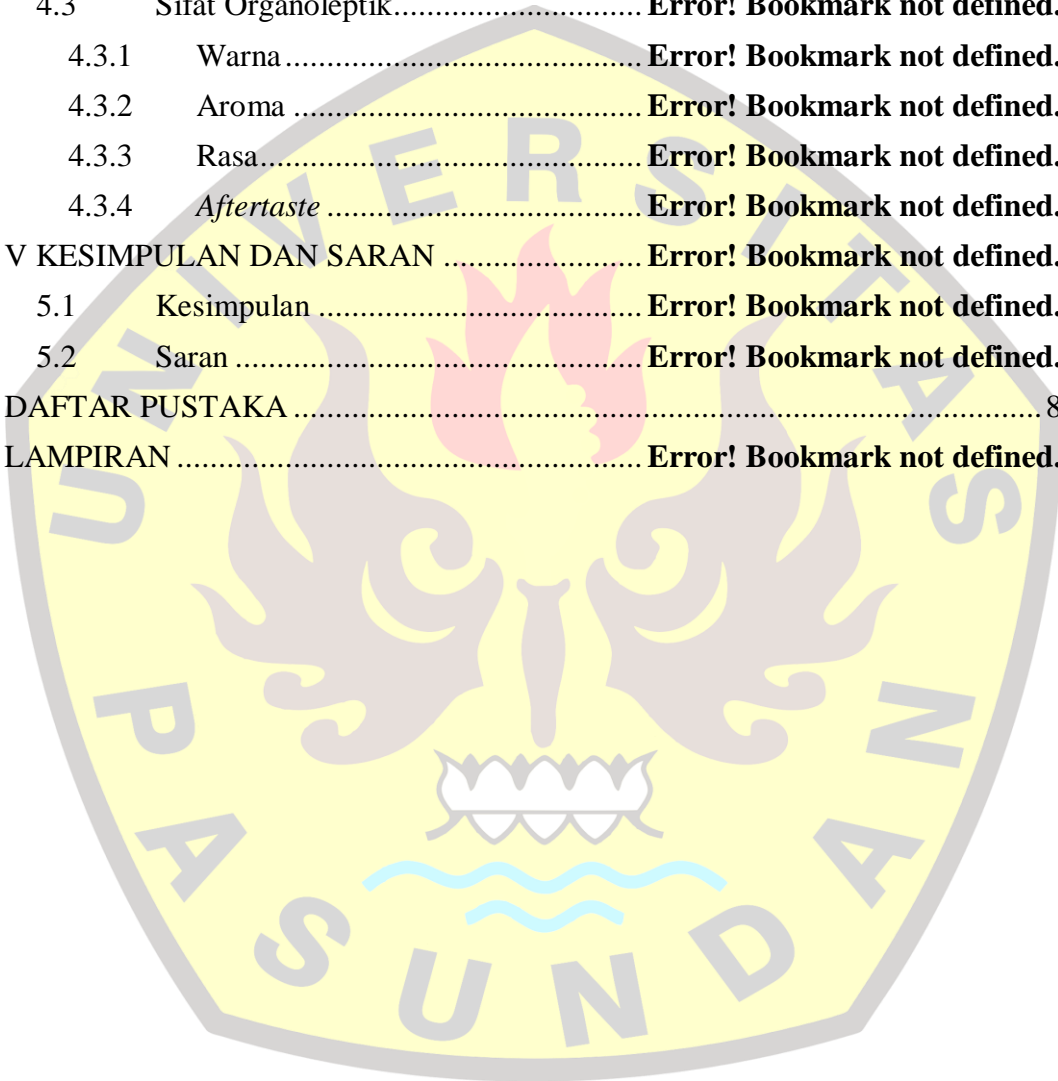 4.3 Sifat Organoleptik.................................... Error! Bookmark not defined.
4.3.1 Warna.......................................... Error! Bookmark not defined.
4.3.2 Aroma.......................................... Error! Bookmark not defined.
4.3.3 Rasa............................................. Error! Bookmark not defined.
4.3.4 Aftertaste...................................... Error! Bookmark not defined.
V KESIMPULAN DAN SARAN........................ Error! Bookmark not defined.
5.1 Kesimpulan...................................... Error! Bookmark not defined.
5.2 Saran................................................ Error! Bookmark not defined.
DAFTAR PUSTAKA.......................................................................................... 8
LAMPIRAN........................................................ Error! Bookmark not defined.
UNIVERSITAS
PASUNDAN